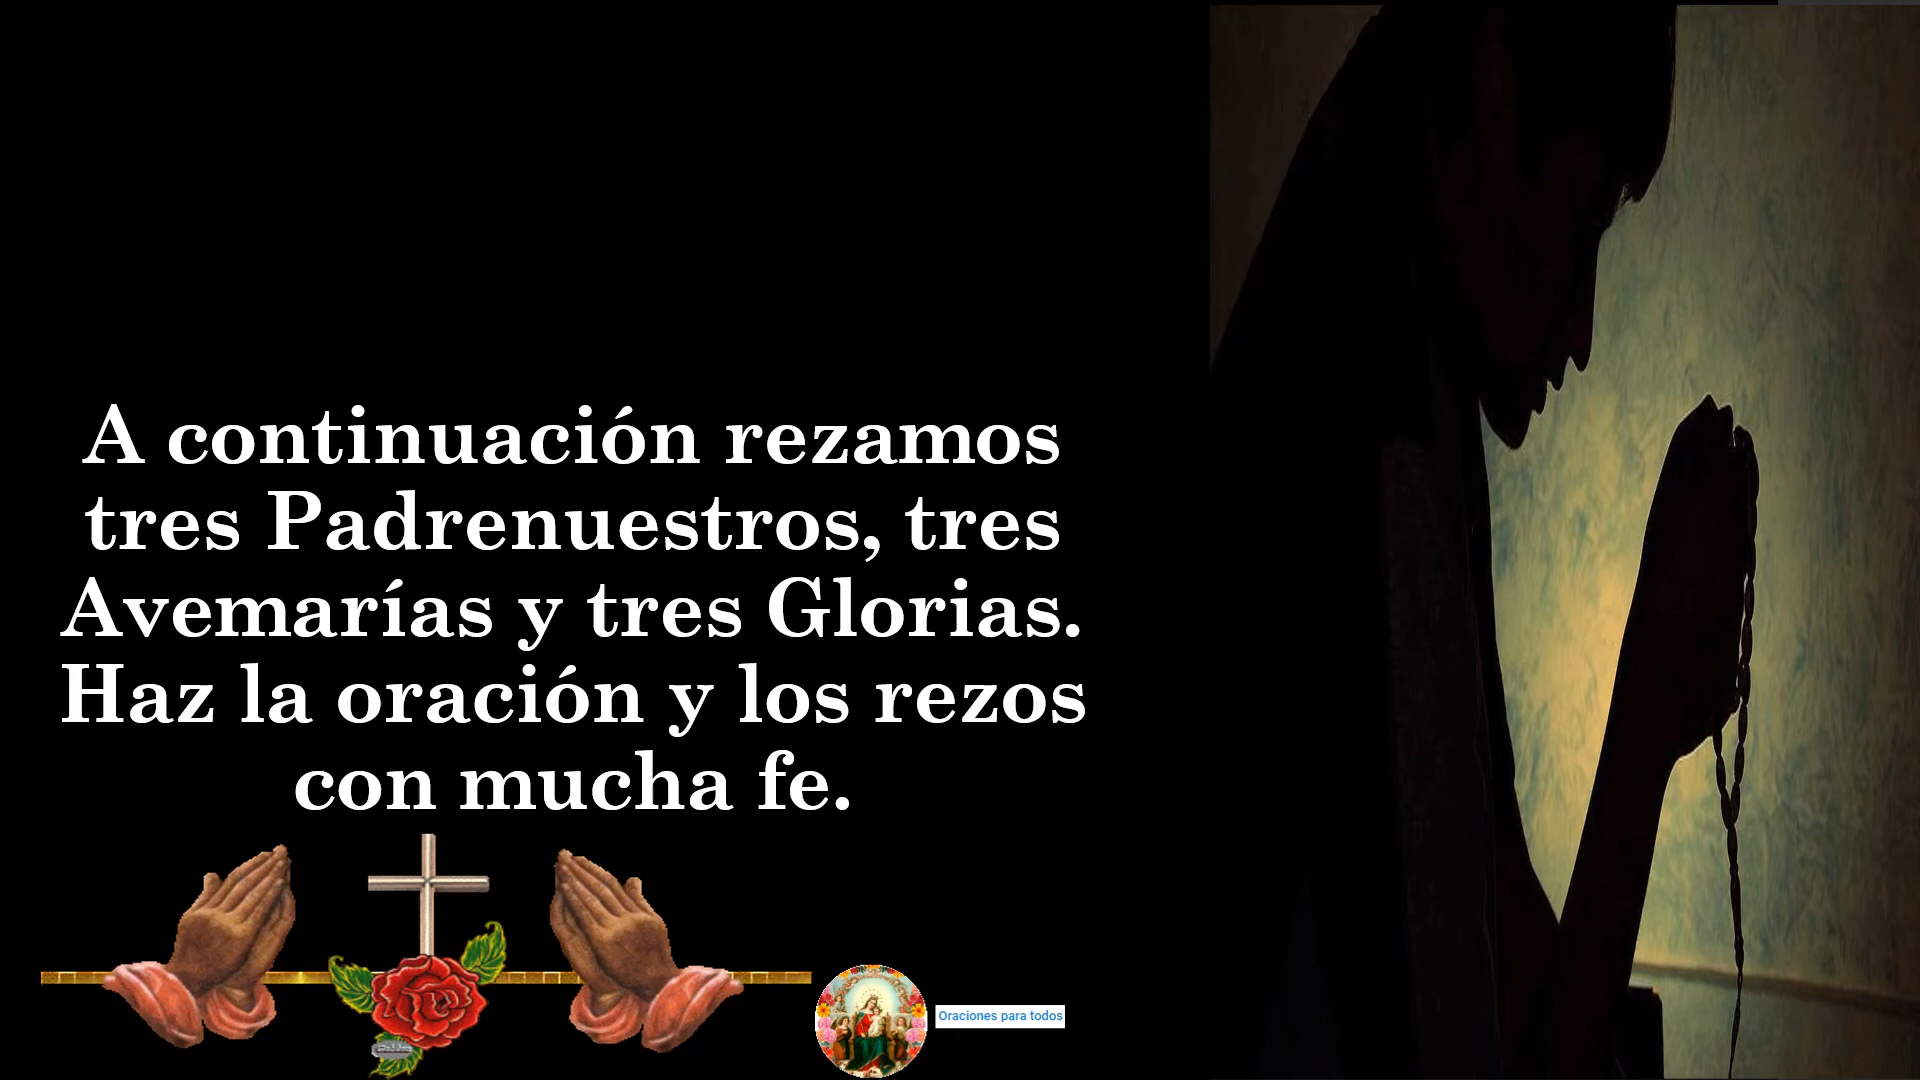 A continuación rezamos
tres Padrenuestros, tres
Avemarías y tres Glorias.
Haz la oración y los rezos
con mucha fe.
Oraciones para todos